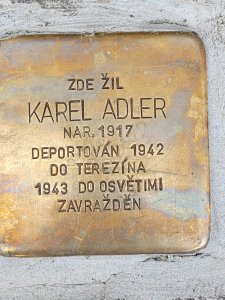 ZDE ŽIL
KAREL ADLER
NAR. 1917
DEPORTOVÁN 1942
DO TEREZÍNA
1943 DO OSVĚTIMI
ZAVRAŽDĚN